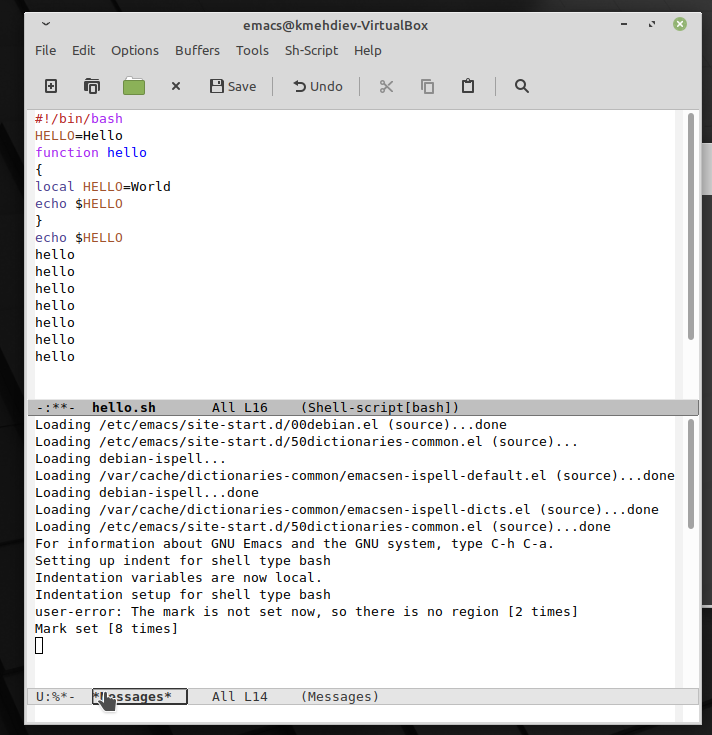 emacs@kmehdiev-VirtualBox
File Edit Options Buffers Tools Sh-Script Help
Save Undo
#!/bin/bash
HELLO=Hello
function hello
{
local HELLO=World
echo $HELLO
}
echo $HELLO
hello
hello
hello
hello
hello
hello
hello
-:**- hello.sh All L16 (Shell-script[bash])
Loading /etc/emacs/site-start.d/00debian.el (source)...done
Loading /etc/emacs/site-start.d/50dictionaries-common.el (source)...
Loading debian-ispell...
Loading /var/cache/dictionaries-common/emacsen-ispell-default.el (source)...done
Loading debian-ispell...done
Loading /var/cache/dictionaries-common/emacsen-ispell-dicts.el (source)...done
Loading /etc/emacs/site-start.d/50dictionaries-common.el (source)...done
For information about GNU Emacs and the GNU system, type C-h C-a.
Setting up indent for shell type bash
Indentation variables are now local.
Indentation setup for shell type bash
user-error: The mark is not set now, so there is no region [2 times]
Mark set [8 times]
U:%*- *Messages* All L14 (Messages)